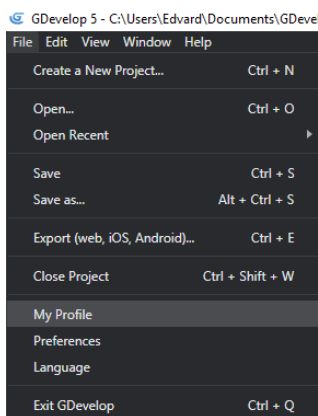 GDevelop 5 - C:\Users\Edvard\Documents\GDeve
File Edit View Window Help
Create a New Project... Ctrl + N
Open... Ctrl + O
Open Recent
Save Ctrl + S
Save as... Alt + Ctrl + S
Export (web, iOS, Android)... Ctrl + E
Close Project Ctrl + Shift + W
My Profile
Preferences
Language
Exit GDevelop Ctrl + Q